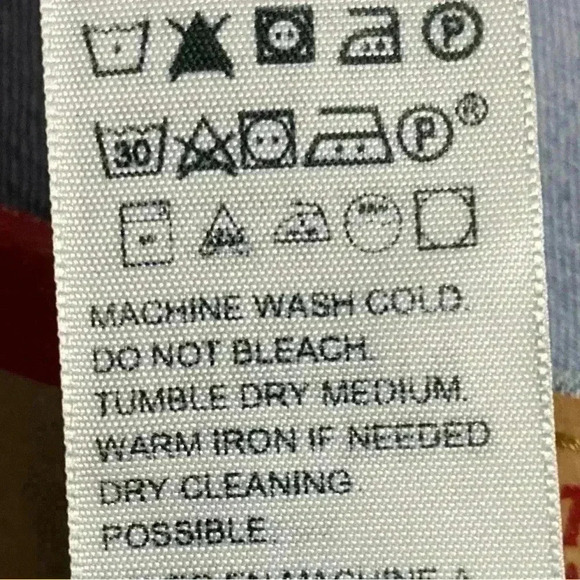 P
30 P ®
MACHINE WASH COLD.
DO NOT BLEACH.
TUMBLE DRY MEDIUM.
WARM IRON IF NEEDED
DRY CLEANING
POSSIBLE.